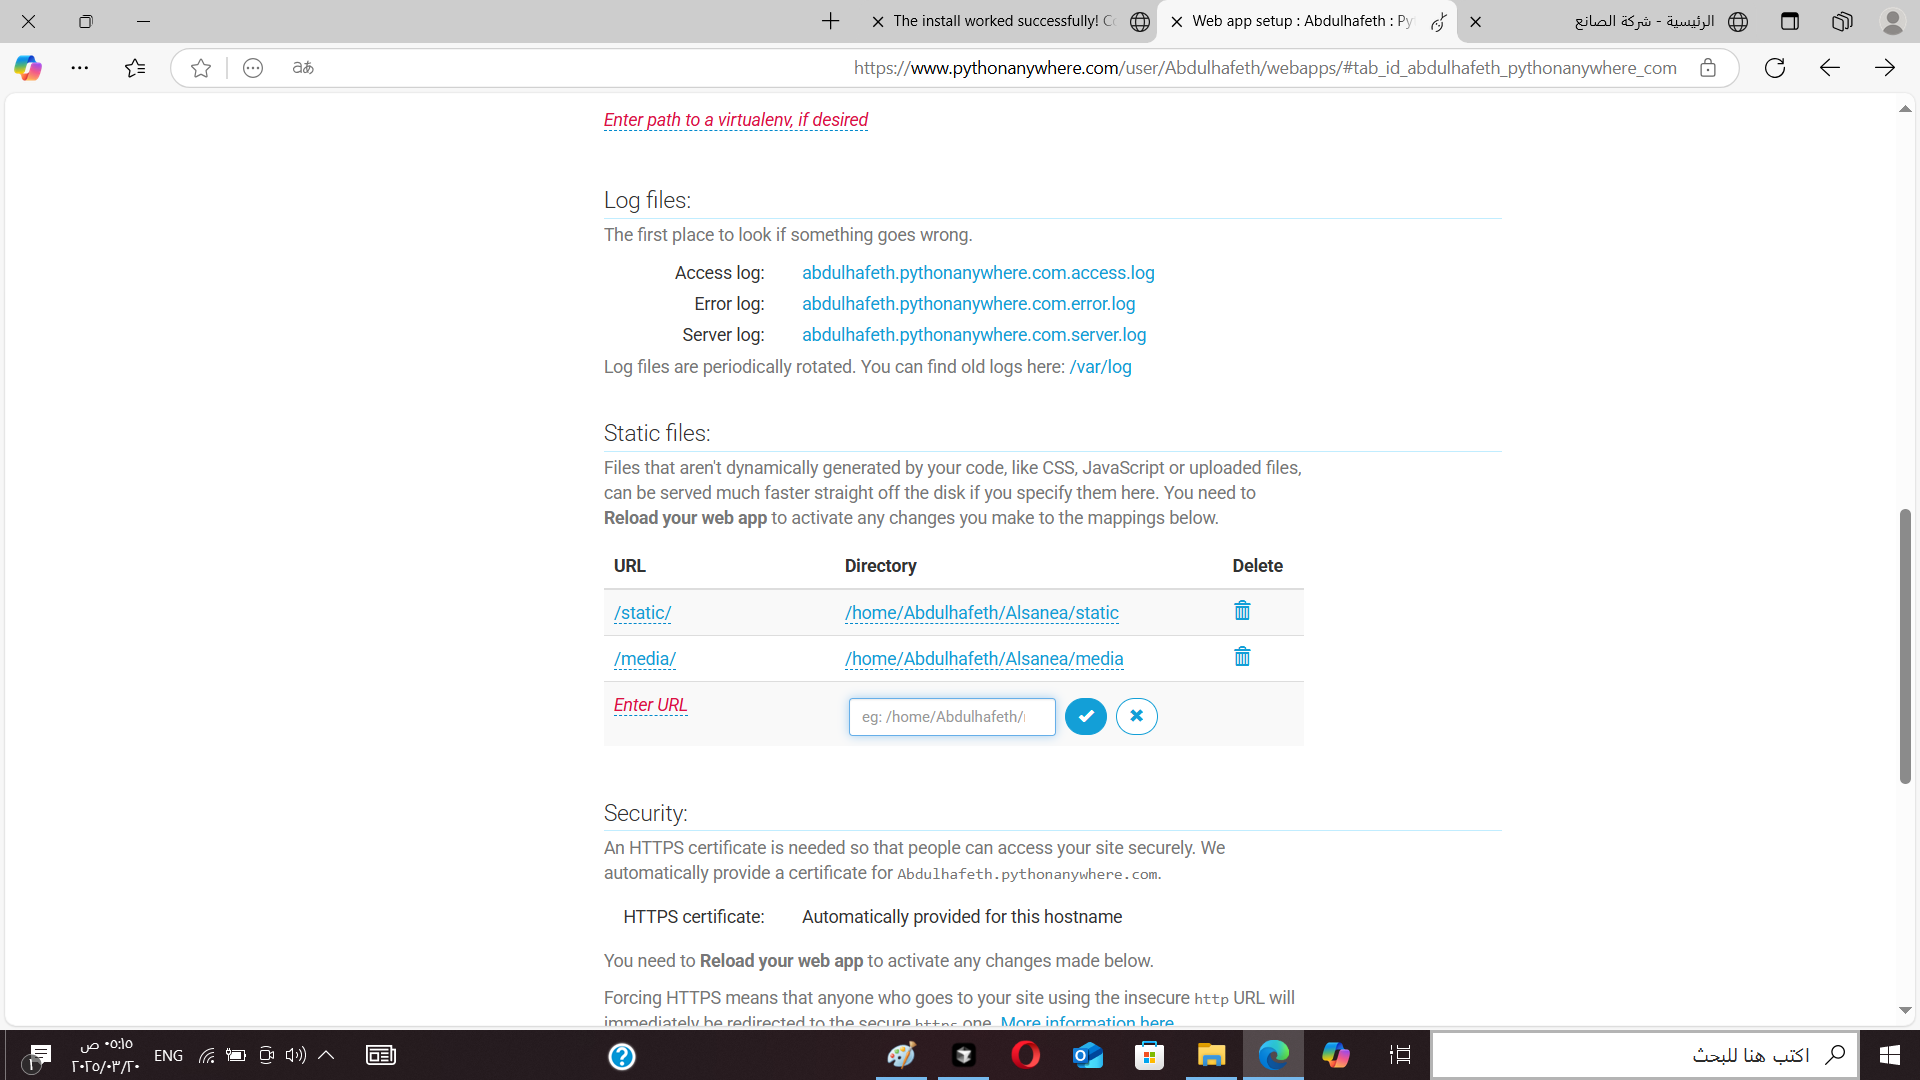 The install worked successfully! Co
Web app setup : Abdulhafeth : Py
الرئيسية - شركة الصانع
https://www.pythonanywhere.com/user/Abdulhafeth/webapps/#tab_id_abdulhafeth_pythonanywhere_com
Enter path to a virtualenv, if desired
Log files:
The first place to look if something goes wrong.
Access log: abdulhafeth.pythonanywhere.com.access.log
Error log: abdulhafeth.pythonanywhere.com.error.log
Server log: abdulhafeth.pythonanywhere.com.server.log
Log files are periodically rotated. You can find old logs here: /var/log
Static files:
Files that aren't dynamically generated by your code, like CSS, JavaScript or uploaded files,
can be served much faster straight off the disk if you specify them here. You need to
Reload your web app to activate any changes you make to the mappings below.
URL Directory Delete
/static/ /home/Abdulhafeth/Alsanea/static
/media/ /home/Abdulhafeth/Alsanea/media
Enter URL eg: /home/Abdulhafeth/
Security:
An HTTPS certificate is needed so that people can access your site securely. We
automatically provide a certificate for Abdulhafeth.pythonanywhere.com.
HTTPS certificate: Automatically provided for this hostname
You need to Reload your web app to activate any changes made below.
Forcing HTTPS means that anyone who goes to your site using the insecure http URL will
immediately be redirected to the secure https one. More information here
٠٥:١٥ ص
٢٠٢٥/٠٣/٢٠
١
ENG
اكتب هنا للبحث